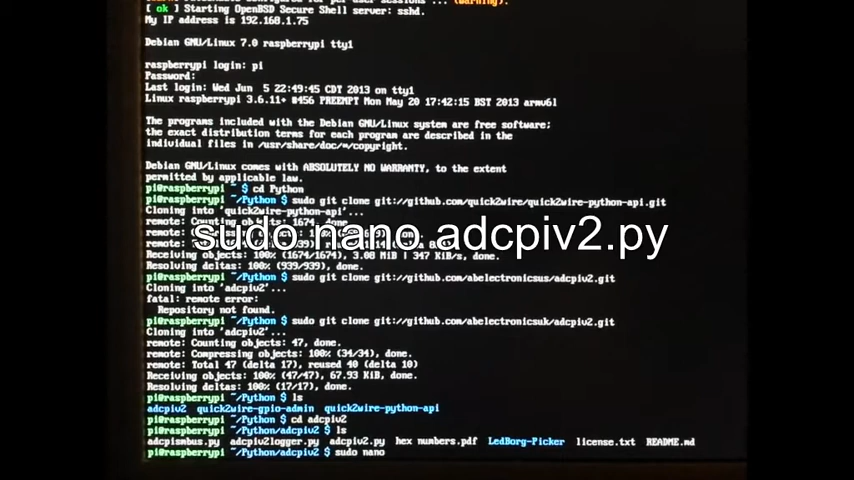 [ ok ] Starting OpenBSD Secure Shell server: sshd.
My IP address is 192.168.1.75
Debian GNU/Linux 7.0 raspberrypi tty1
raspberrypi login: pi
Password:
Last login: Wed Jun  5 22:49:45 CDT 2013 on tty1
Linux raspberrypi 3.6.11+ #456 PREEMPT Mon May 20 17:42:15 BST 2013 armv6l
The programs included with the Debian GNU/Linux system are free software;
the exact distribution terms for each program are described in the
individual files in /usr/share/doc/*/copyright.
Debian GNU/Linux comes with ABSOLUTELY NO WARRANTY, to the extent
permitted by applicable law.
pi@raspberrypi ~ $ cd Python
pi@raspberrypi ~/Python $ sudo git clone git://github.com/quick2wire/quick2wire-python-api.git
Cloning into 'quick2wire-python-api'...
remote: Counting objects: 1674, done.
sudo nano adcpiv2.py
Receiving objects: 100% (1674/1674), 3.08 MiB | 347 KiB/s, done.
Resolving deltas: 100% (939/939), done.
pi@raspberrypi ~/Python $ sudo git clone git://github.com/abelectronicsus/adcpiv2.git
Cloning into 'adcpiv2'...
fatal: remote error:
  Repository not found.
pi@raspberrypi ~/Python $ sudo git clone git://github.com/abelectronicsuk/adcpiv2.git
Cloning into 'adcpiv2'...
remote: Counting objects: 47, done.
remote: Compressing objects: 100% (34/34), done.
remote: Total 47 (delta 17), reused 40 (delta 10)
Receiving objects: 100% (47/47), 67.93 KiB, done.
Resolving deltas: 100% (17/17), done.
pi@raspberrypi ~/Python $ ls
adcpiv2  quick2wire-gpio-admin  quick2wire-python-api
pi@raspberrypi ~/Python $ cd adcpiv2
pi@raspberrypi ~/Python/adcpiv2 $ ls
adcpismbus.py  adcpiv2logger.py  adcpiv2.py  hex numbers.pdf  LedBorg-Picker  license.txt  README.md
pi@raspberrypi ~/Python/adcpiv2 $ sudo nano